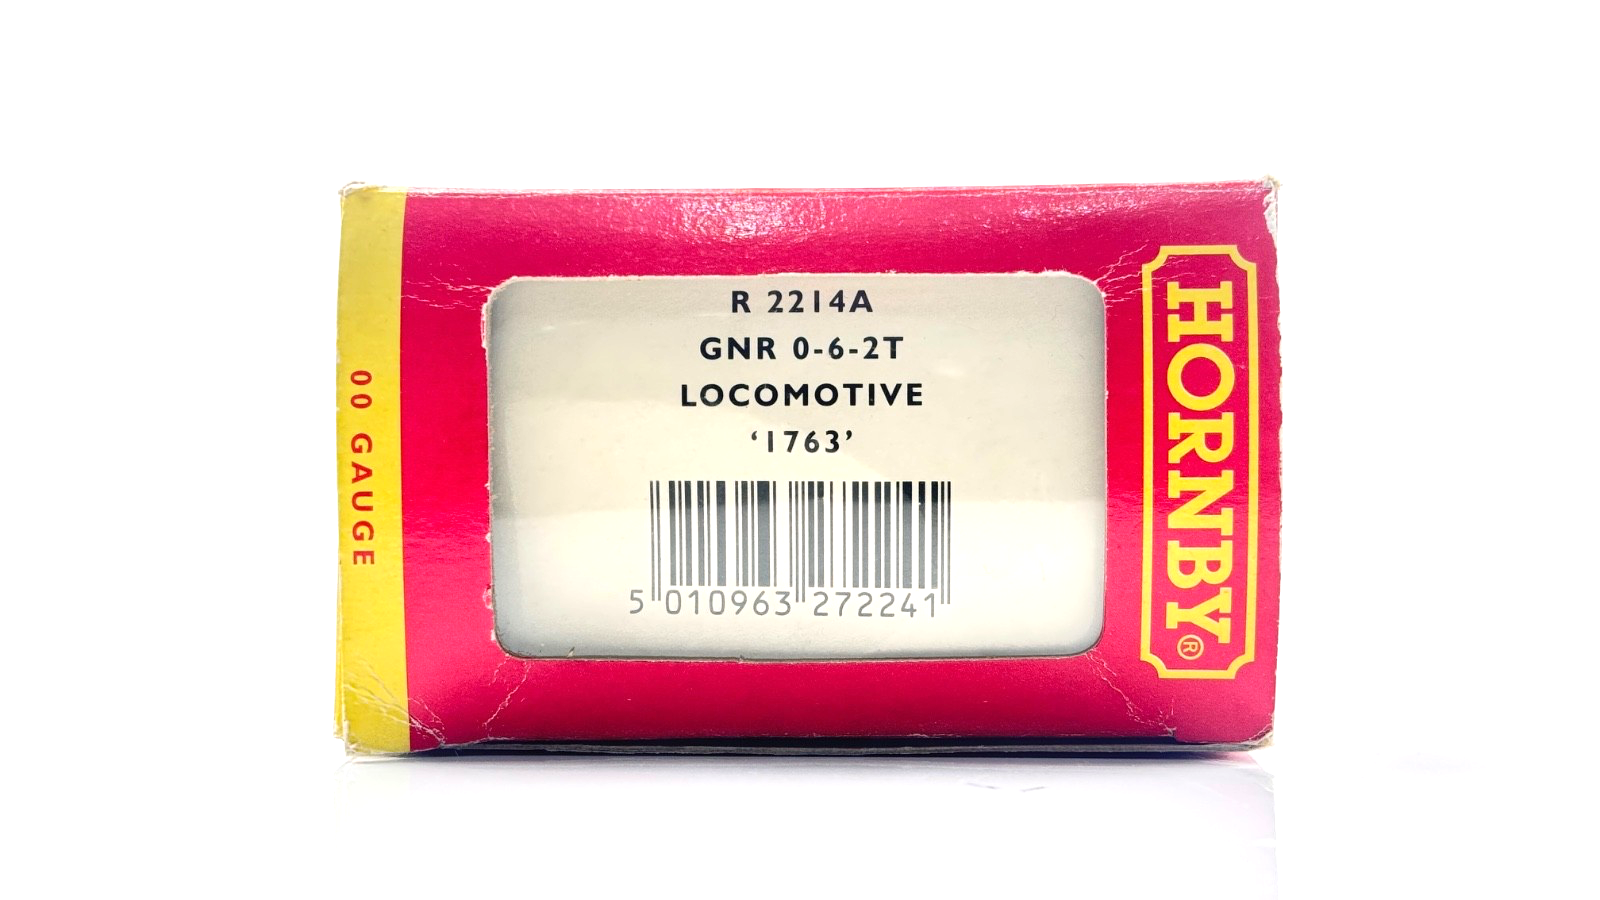 00 GAUGE
R 2214A
GNR 0-6-2T
LOCOMOTIVE
‘1763’
5 010963 272241
HORNBY®